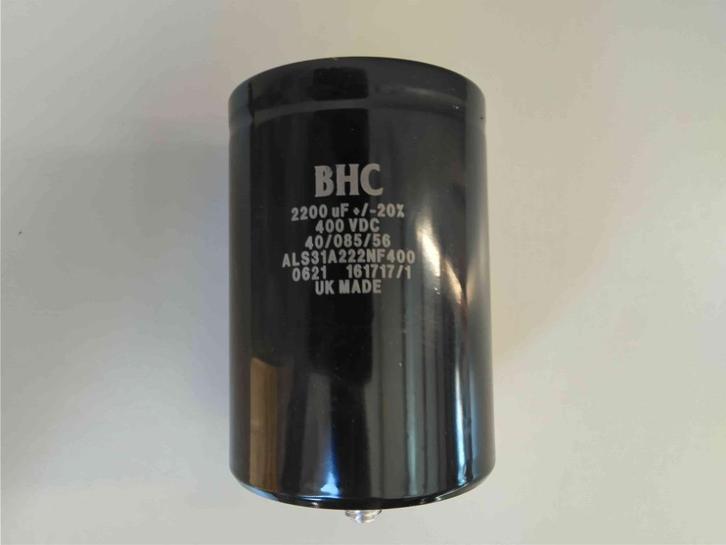 BHC
2200 uF +/-20%
400 VDC
40/085/56
ALS31A222NF400
0621 161717/1
UK MADE